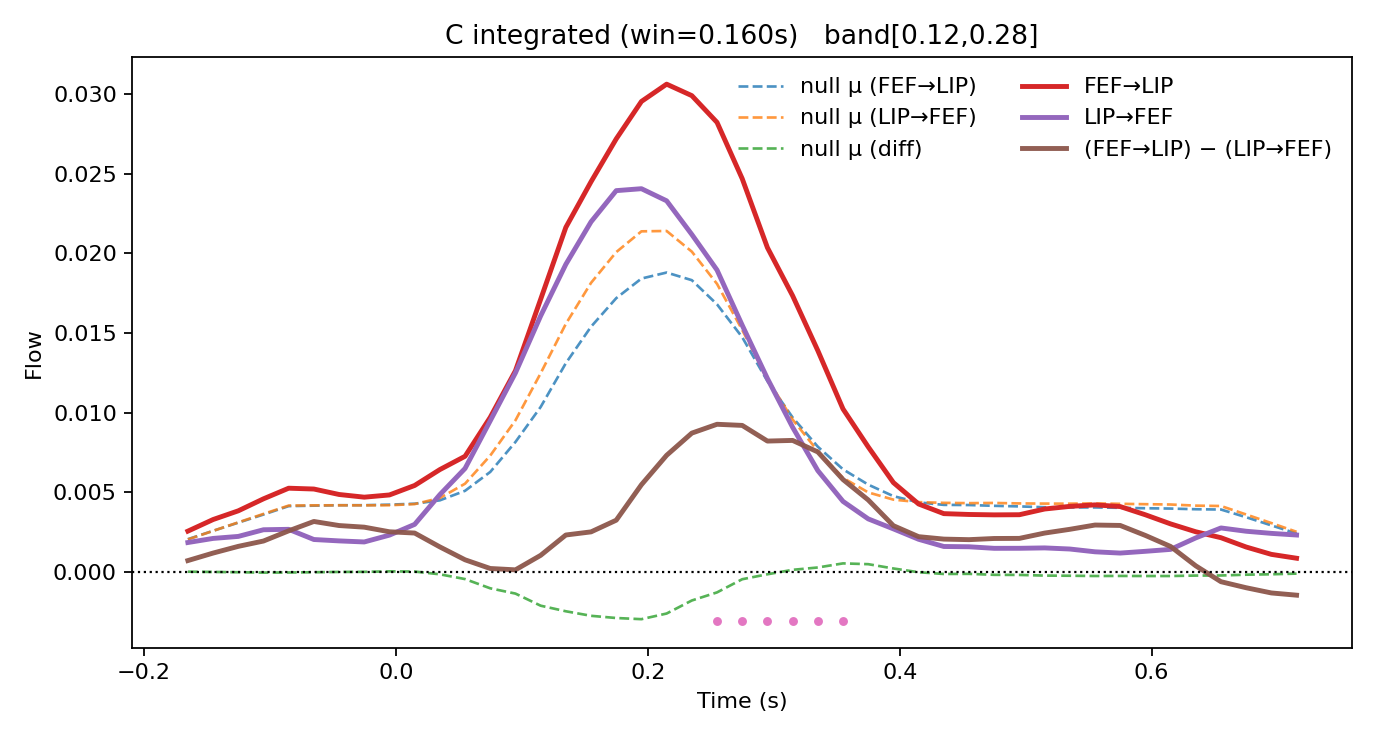 C integrated (win=0.160s)   band[0.12,0.28]
0.030
0.025
0.020
0.015
0.010
0.005
0.000
Flow
null μ (FEF→LIP)
null μ (LIP→FEF)
null μ (diff)
FEF→LIP
LIP→FEF
(FEF→LIP) − (LIP→FEF)
−0.2
0.0
0.2
0.4
0.6
Time (s)